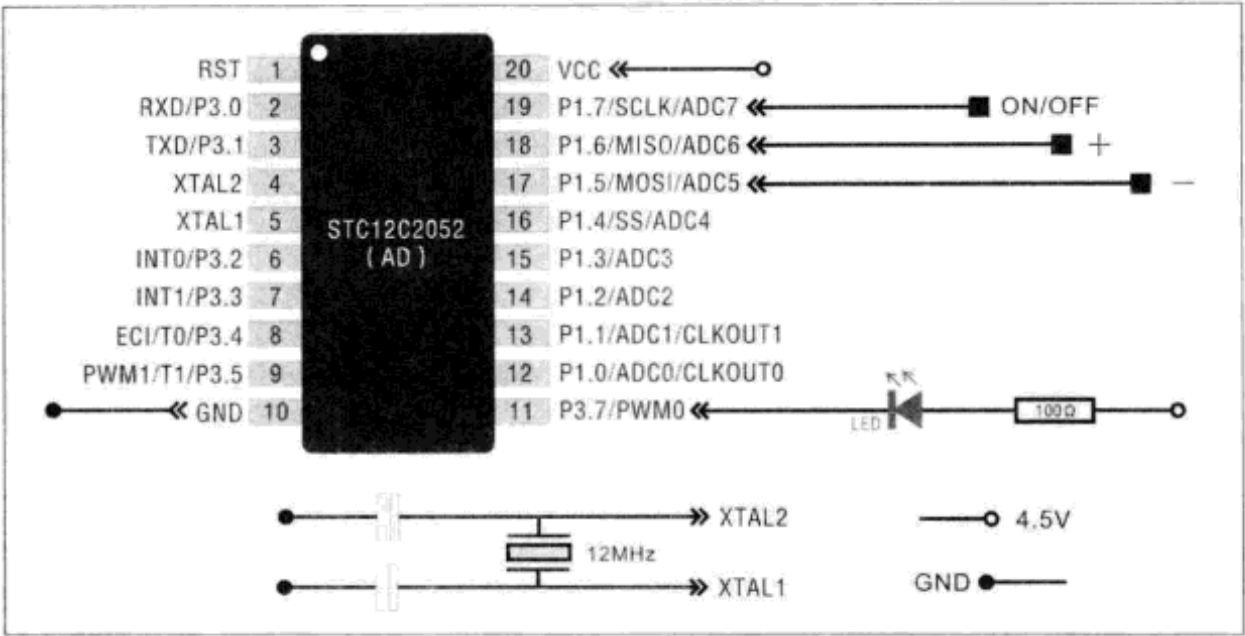 RST 1
RXD/P3.0 2
TXD/P3.1 3
XTAL2 4
XTAL1 5
INT0/P3.2 6
INT1/P3.3 7
ECI/T0/P3.4 8
PWM1/T1/P3.5 9
GND 10
STC12C2052
(AD)
20 VCC
19 P1.7/SCLK/ADC7 ON/OFF
18 P1.6/MISO/ADC6 +
17 P1.5/MOSI/ADC5 −
16 P1.4/SS/ADC4
15 P1.3/ADC3
14 P1.2/ADC2
13 P1.1/ADC1/CLKOUT1
12 P1.0/ADC0/CLKOUT0
11 P3.7/PWM0
LED
100Ω
XTAL2
12MHz
XTAL1
4.5V
GND